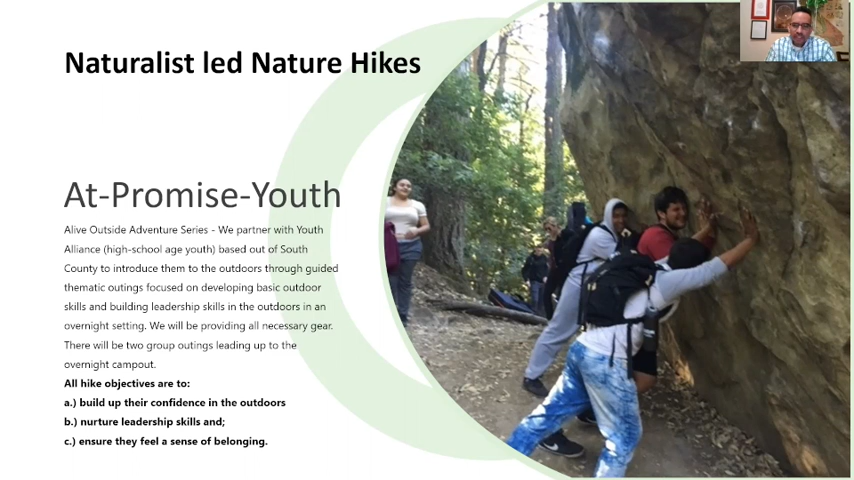 Naturalist led Nature Hikes
At-Promise-Youth
Alive Outside Adventure Series - We partner with Youth
Alliance (high-school age youth) based out of South
County to introduce them to the outdoors through guided
thematic outings focused on developing basic outdoor
skills and building leadership skills in the outdoors in an
overnight setting. We will be providing all necessary gear.
There will be two group outings leading up to the
overnight campout.
All hike objectives are to:
a.) build up their confidence in the outdoors
b.) nurture leadership skills and;
c.) ensure they feel a sense of belonging.